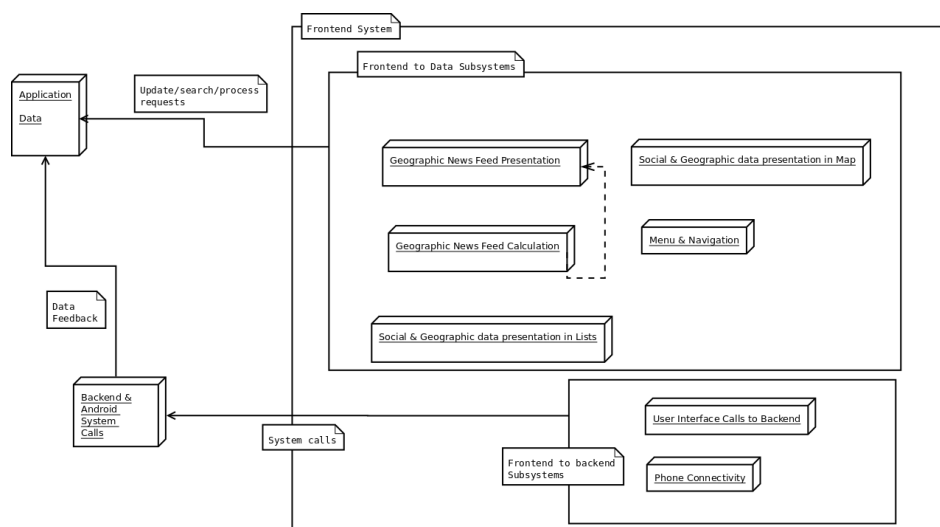 Frontend System
Frontend to Data Subsystems
Application
Data
Update/search/process
requests
Geographic News Feed Presentation
Social & Geographic data presentation in Map
Geographic News Feed Calculation
Menu & Navigation
Data
Feedback
Social & Geographic data presentation in Lists
Backend &
Android
System
Calls
System calls
User Interface Calls to Backend
Frontend to backend
Subsystems
Phone Connectivity